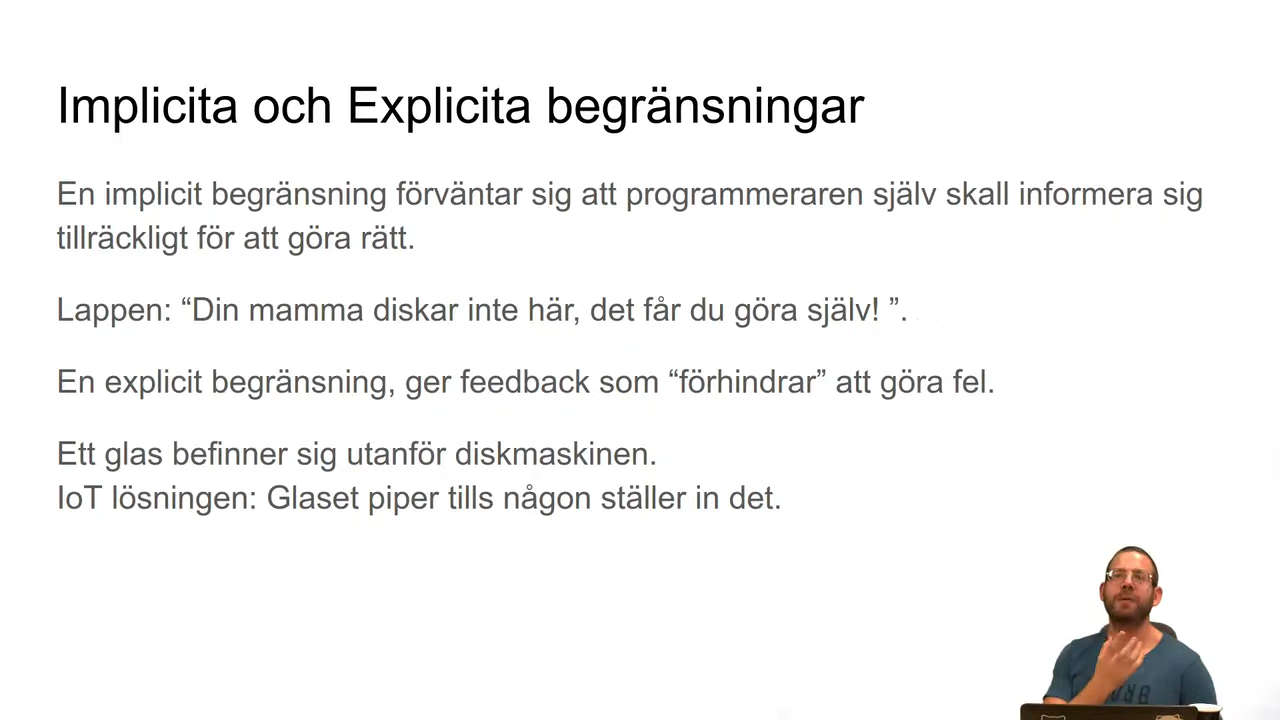 Implicita och Explicita begränsningar
En implicit begränsning förväntar sig att programmeraren själv skall informera sig
tillräckligt för att göra rätt.
Lappen: “Din mamma diskar inte här, det får du göra själv! ”.
En explicit begränsning, ger feedback som “förhindrar” att göra fel.
Ett glas befinner sig utanför diskmaskinen.
IoT lösningen: Glaset piper tills någon ställer in det.